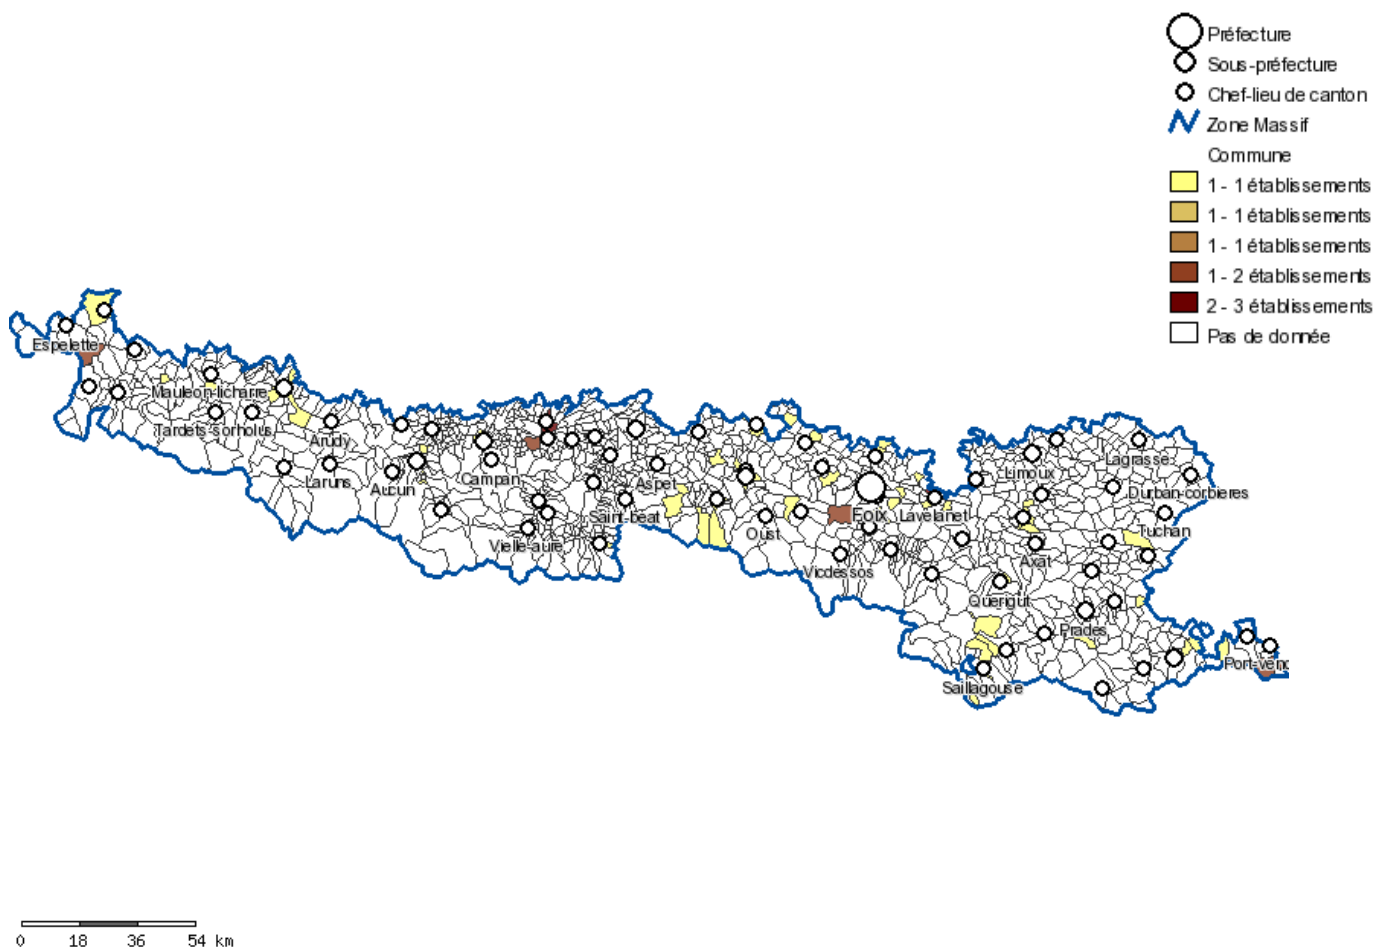 Préfecture
Sous-préfecture
Chef-lieu de canton
Zone Massif
Commune
1 - 1 établissements
1 - 1 établissements
1 - 1 établissements
1 - 2 établissements
2 - 3 établissements
Pas de donnée
Espelette
Mauleon-licharre
Tardets-sorholus
Arudy
Laruns
Aucun
Campan
Vielle-aure
Aspet
Saint-beat
Oust
Foix
Lavelanet
Vicdessos
Limoux
Lagrasse
Durban-corbieres
Tuchan
Axat
Querigut
Prades
Saillagouse
Port-venc
0 18 36 54 km